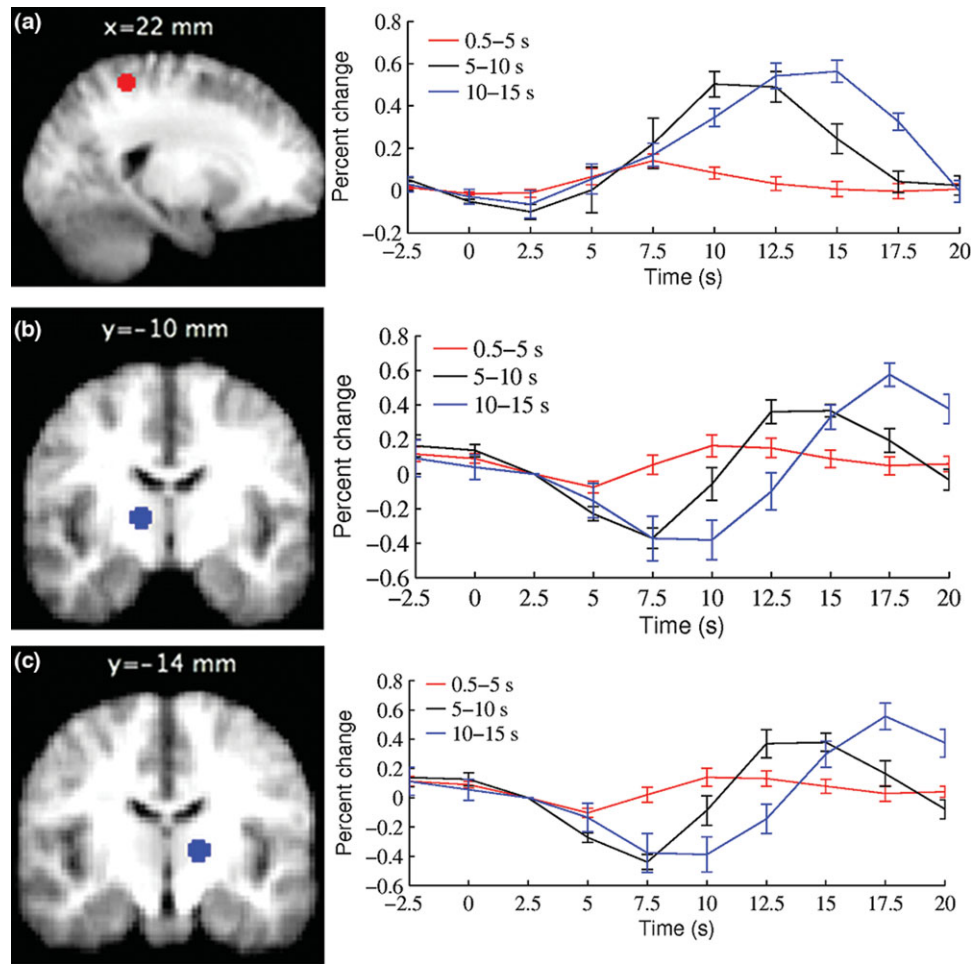 (a)
x=22 mm
0.5–5 s
5–10 s
10–15 s
Percent change
0.8
0.6
0.4
0.2
0
−0.2
−2.5 0 2.5 5 7.5 10 12.5 15 17.5 20
Time (s)
(b)
y=-10 mm
0.5–5 s
5–10 s
10–15 s
Percent change
0.8
0.6
0.4
0.2
0
−0.2
−0.4
−0.6
−2.5 0 2.5 5 7.5 10 12.5 15 17.5 20
Time (s)
(c)
y=-14 mm
0.5–5 s
5–10 s
10–15 s
Percent change
0.8
0.6
0.4
0.2
0
−0.2
−0.4
0.6
−2.5 0 2.5 5 7.5 10 12.5 15 17.5 20
Time (s)